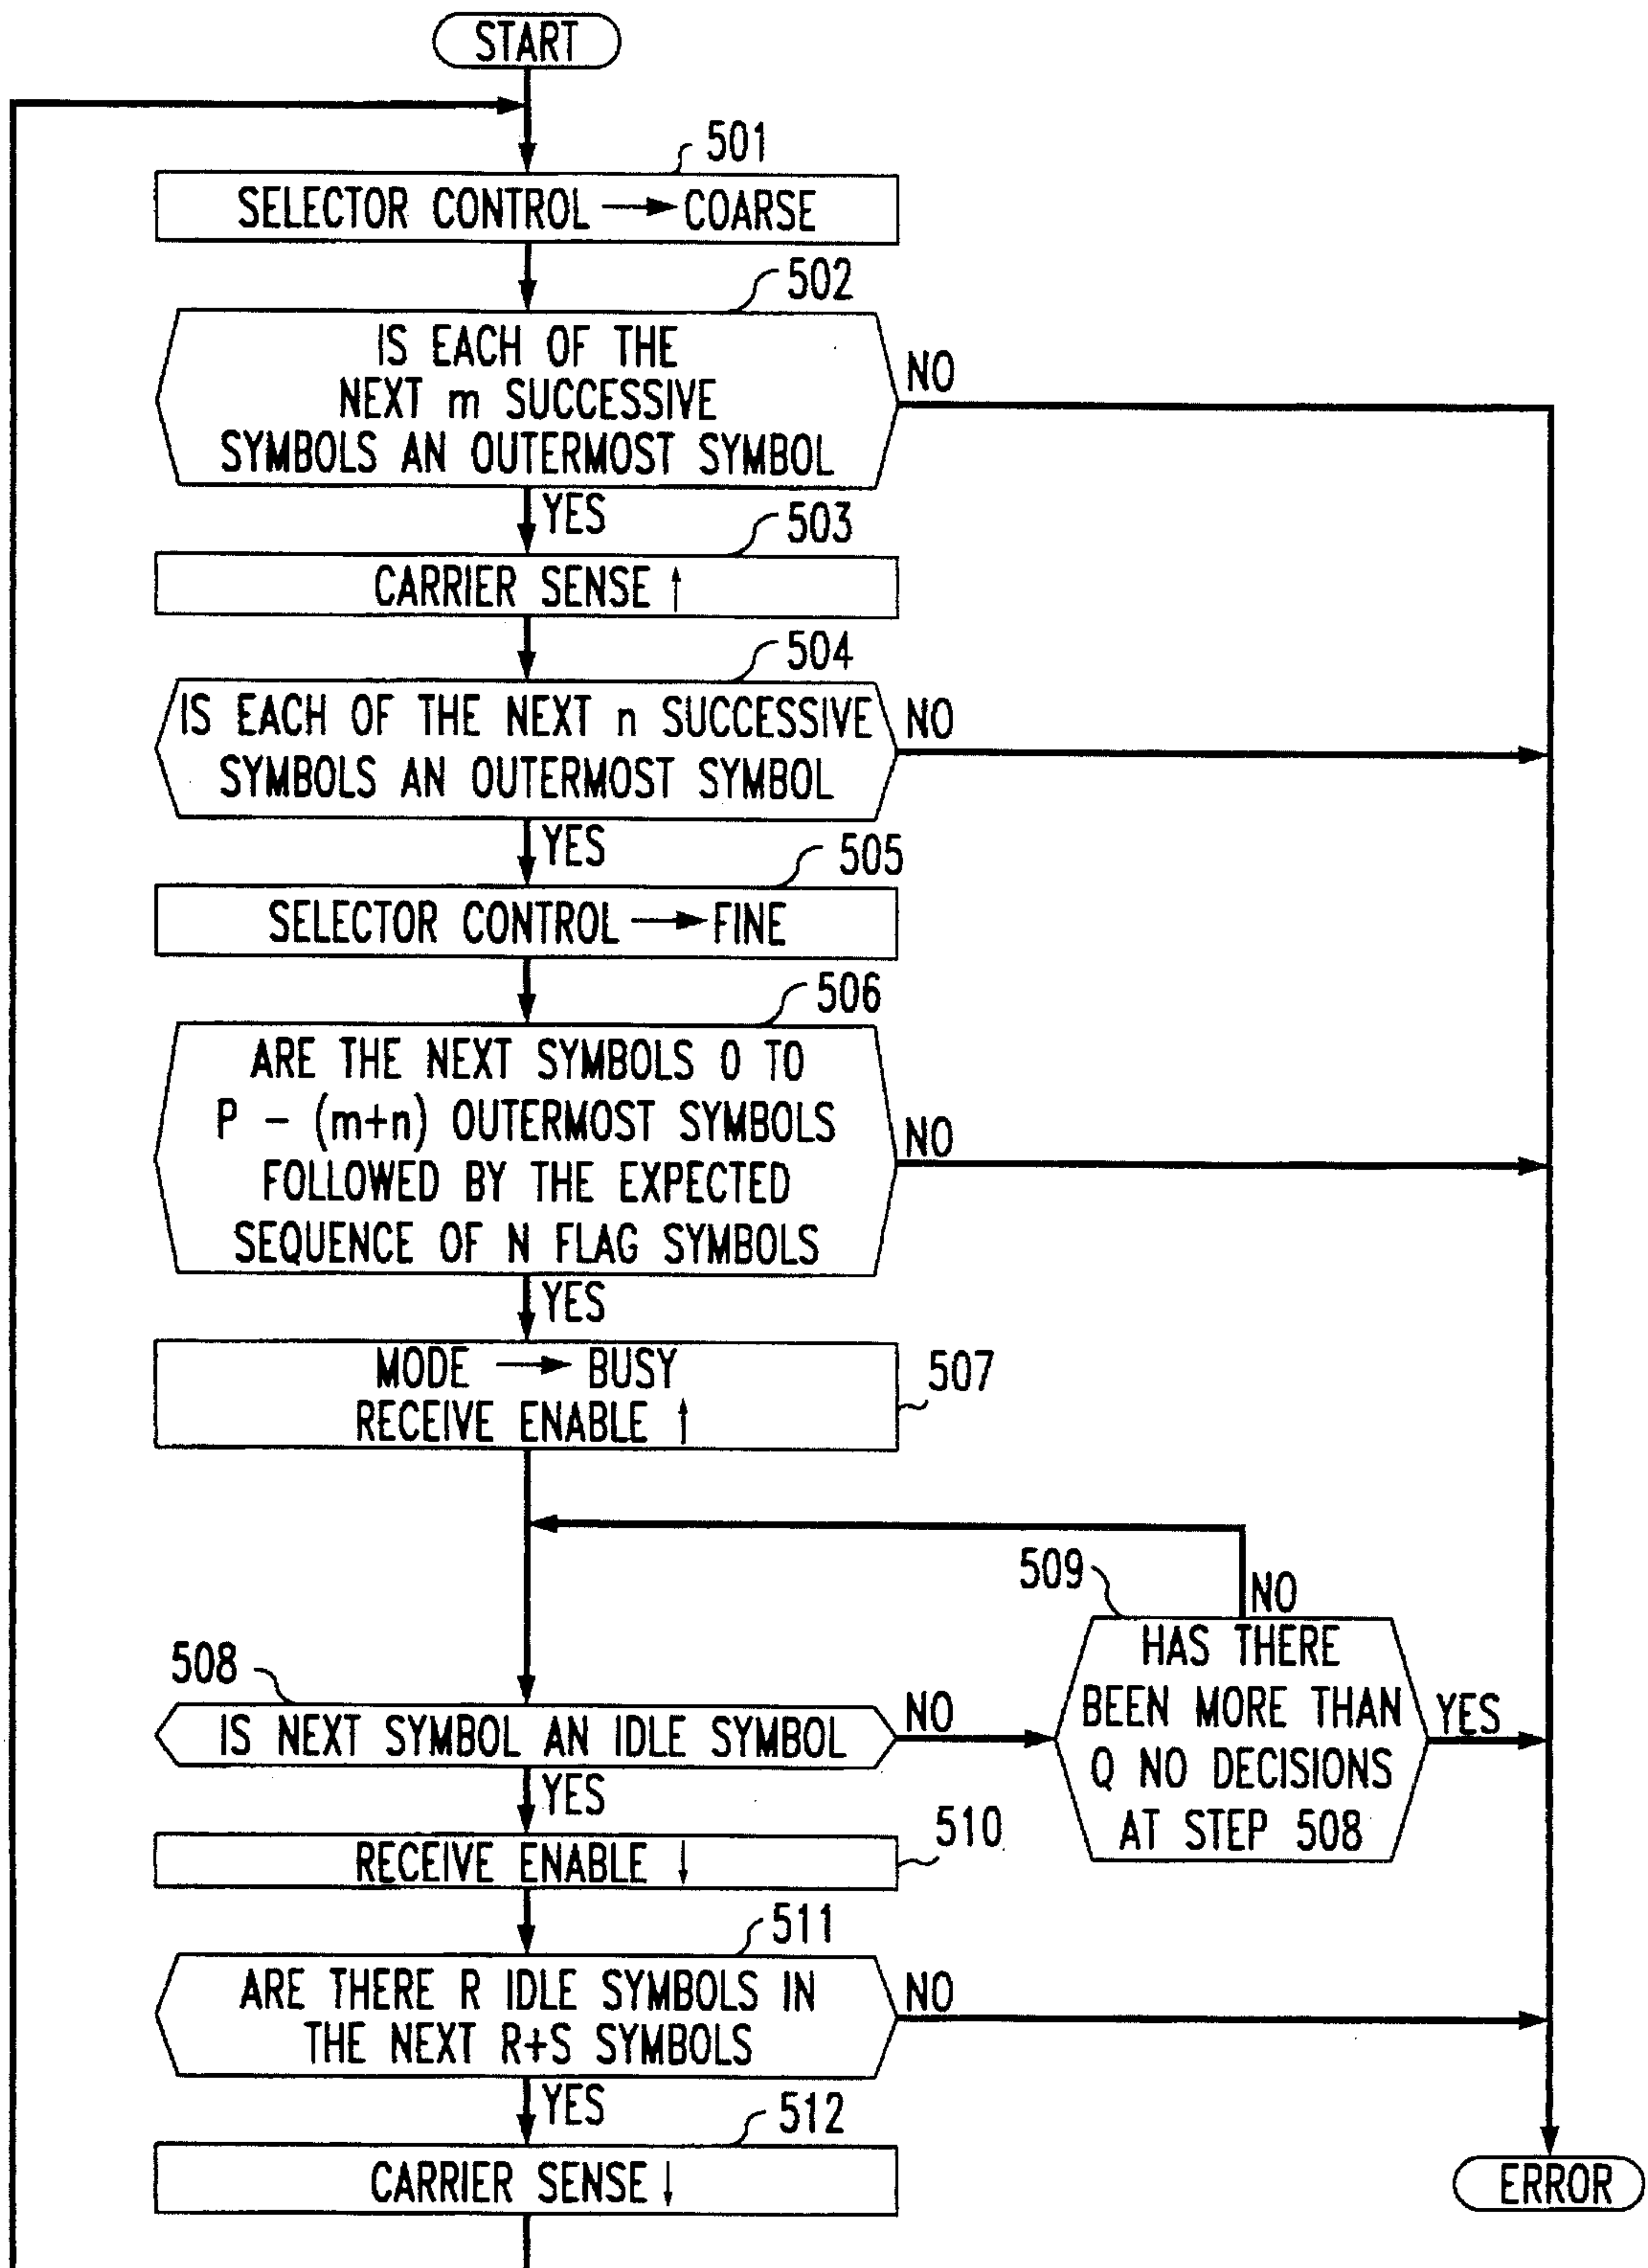 START
501
SELECTOR CONTROL → COARSE
502
IS EACH OF THE
NEXT m SUCCESSIVE
SYMBOLS AN OUTERMOST SYMBOL
NO
YES
503
CARRIER SENSE ↑
504
IS EACH OF THE NEXT n SUCCESSIVE
SYMBOLS AN OUTERMOST SYMBOL
NO
YES
505
SELECTOR CONTROL → FINE
506
ARE THE NEXT SYMBOLS 0 TO
P - (m+n) OUTERMOST SYMBOLS
FOLLOWED BY THE EXPECTED
SEQUENCE OF N FLAG SYMBOLS
NO
YES
MODE → BUSY
RECEIVE ENABLE ↑
507
508
IS NEXT SYMBOL AN IDLE SYMBOL
NO
YES
509
NO
HAS THERE
BEEN MORE THAN
Q NO DECISIONS
AT STEP 508
YES
RECEIVE ENABLE ↓
510
511
ARE THERE R IDLE SYMBOLS IN
THE NEXT R+S SYMBOLS
NO
YES
512
CARRIER SENSE ↓
ERROR